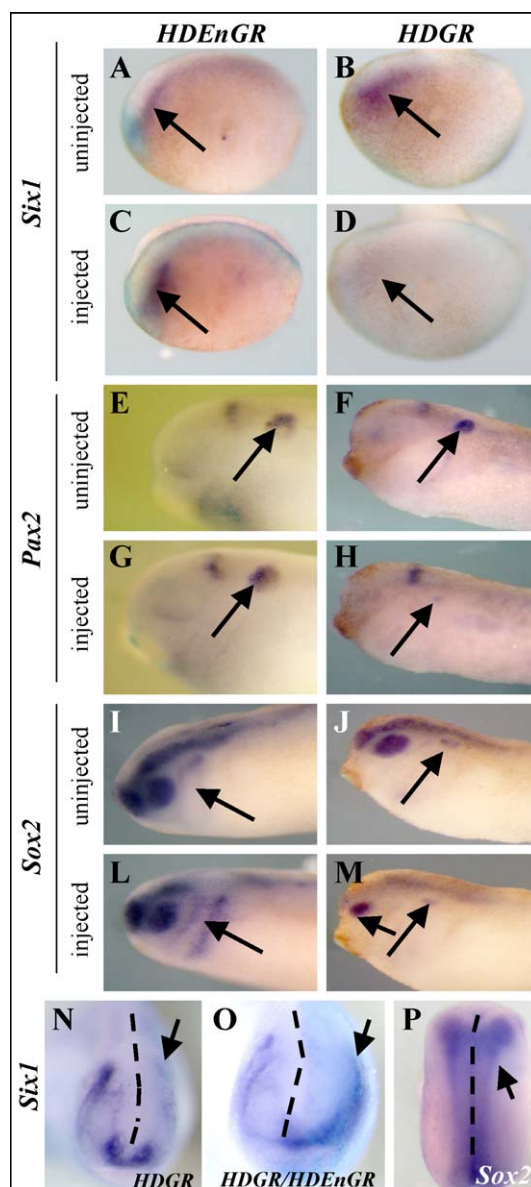 HDEnGR HDGR
A B
uninjected
Six1
C D
injected
E F
uninjected
Pax2
G H
injected
I J
uninjected
Sox2
L M
injected
N O P
Six1
HDGR HDGR/HDEnGR Sox2